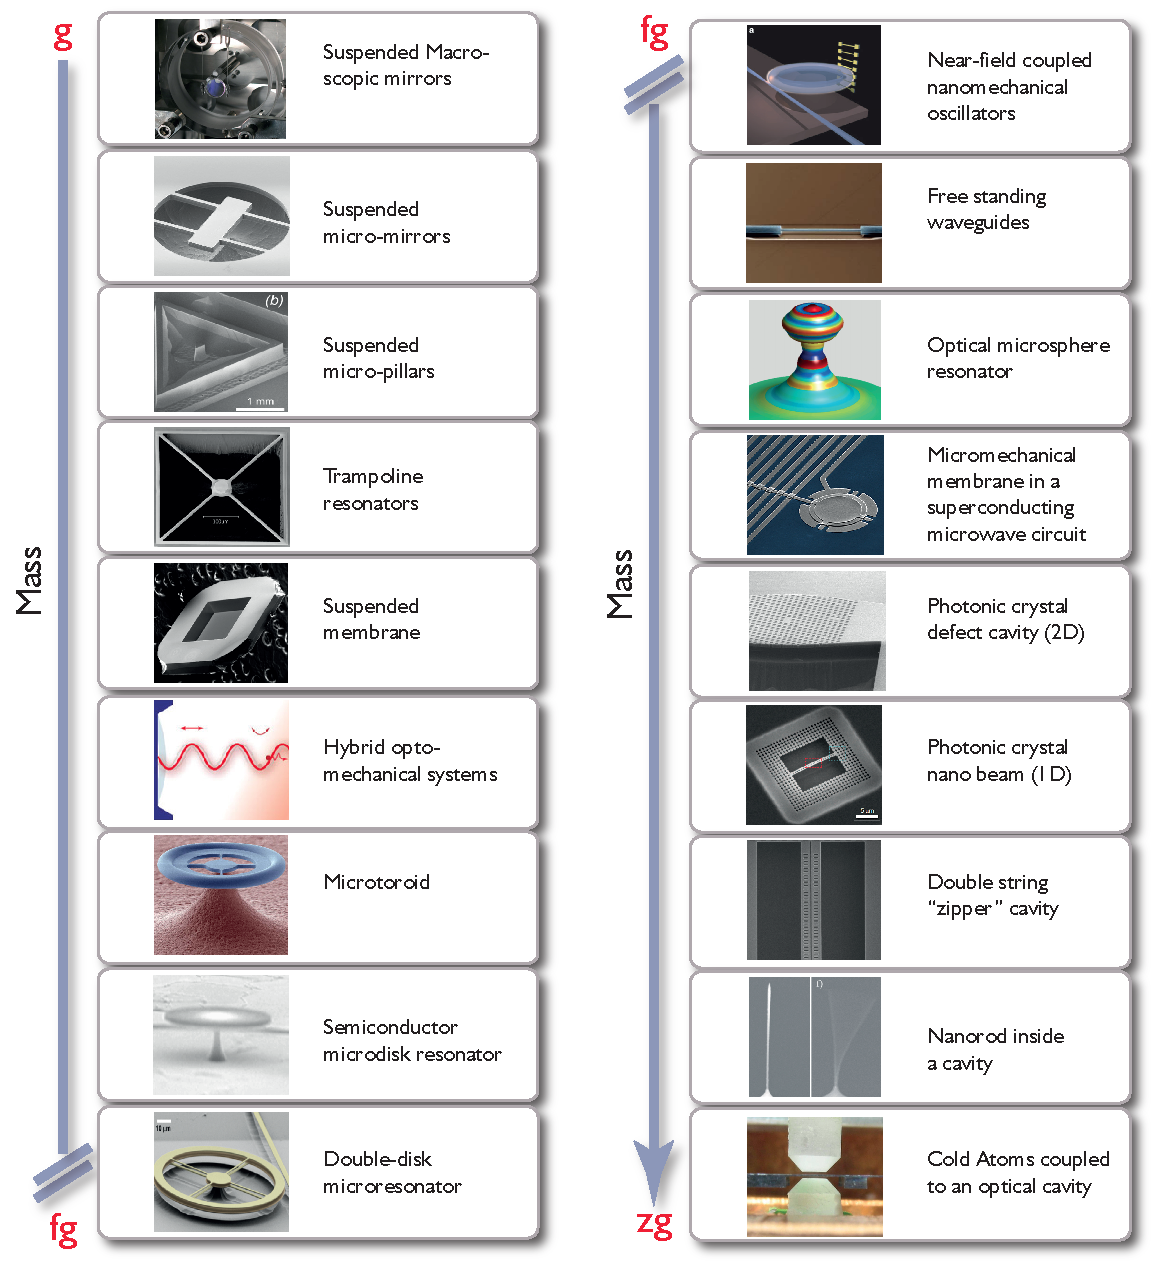 g
Suspended Macro-
scopic mirrors
Suspended
micro-mirrors
(b)
1 mm
Suspended
micro-pillars
Trampoline
resonators
Suspended
membrane
Hybrid opto-
mechanical systems
Microtoroid
Semiconductor
microdisk resonator
10 µm
Double-disk
microresonator
Mass
fg
fg
a
Near-field coupled
nanomechanical
oscillators
Free standing
waveguides
Optical microsphere
resonator
Micromechanical
membrane in a
superconducting
microwave circuit
Photonic crystal
defect cavity (2D)
5 µm
Photonic crystal
nano beam (1D)
Double string
“zipper” cavity
Nanorod inside
a cavity
Cold Atoms coupled
to an optical cavity
Mass
zg